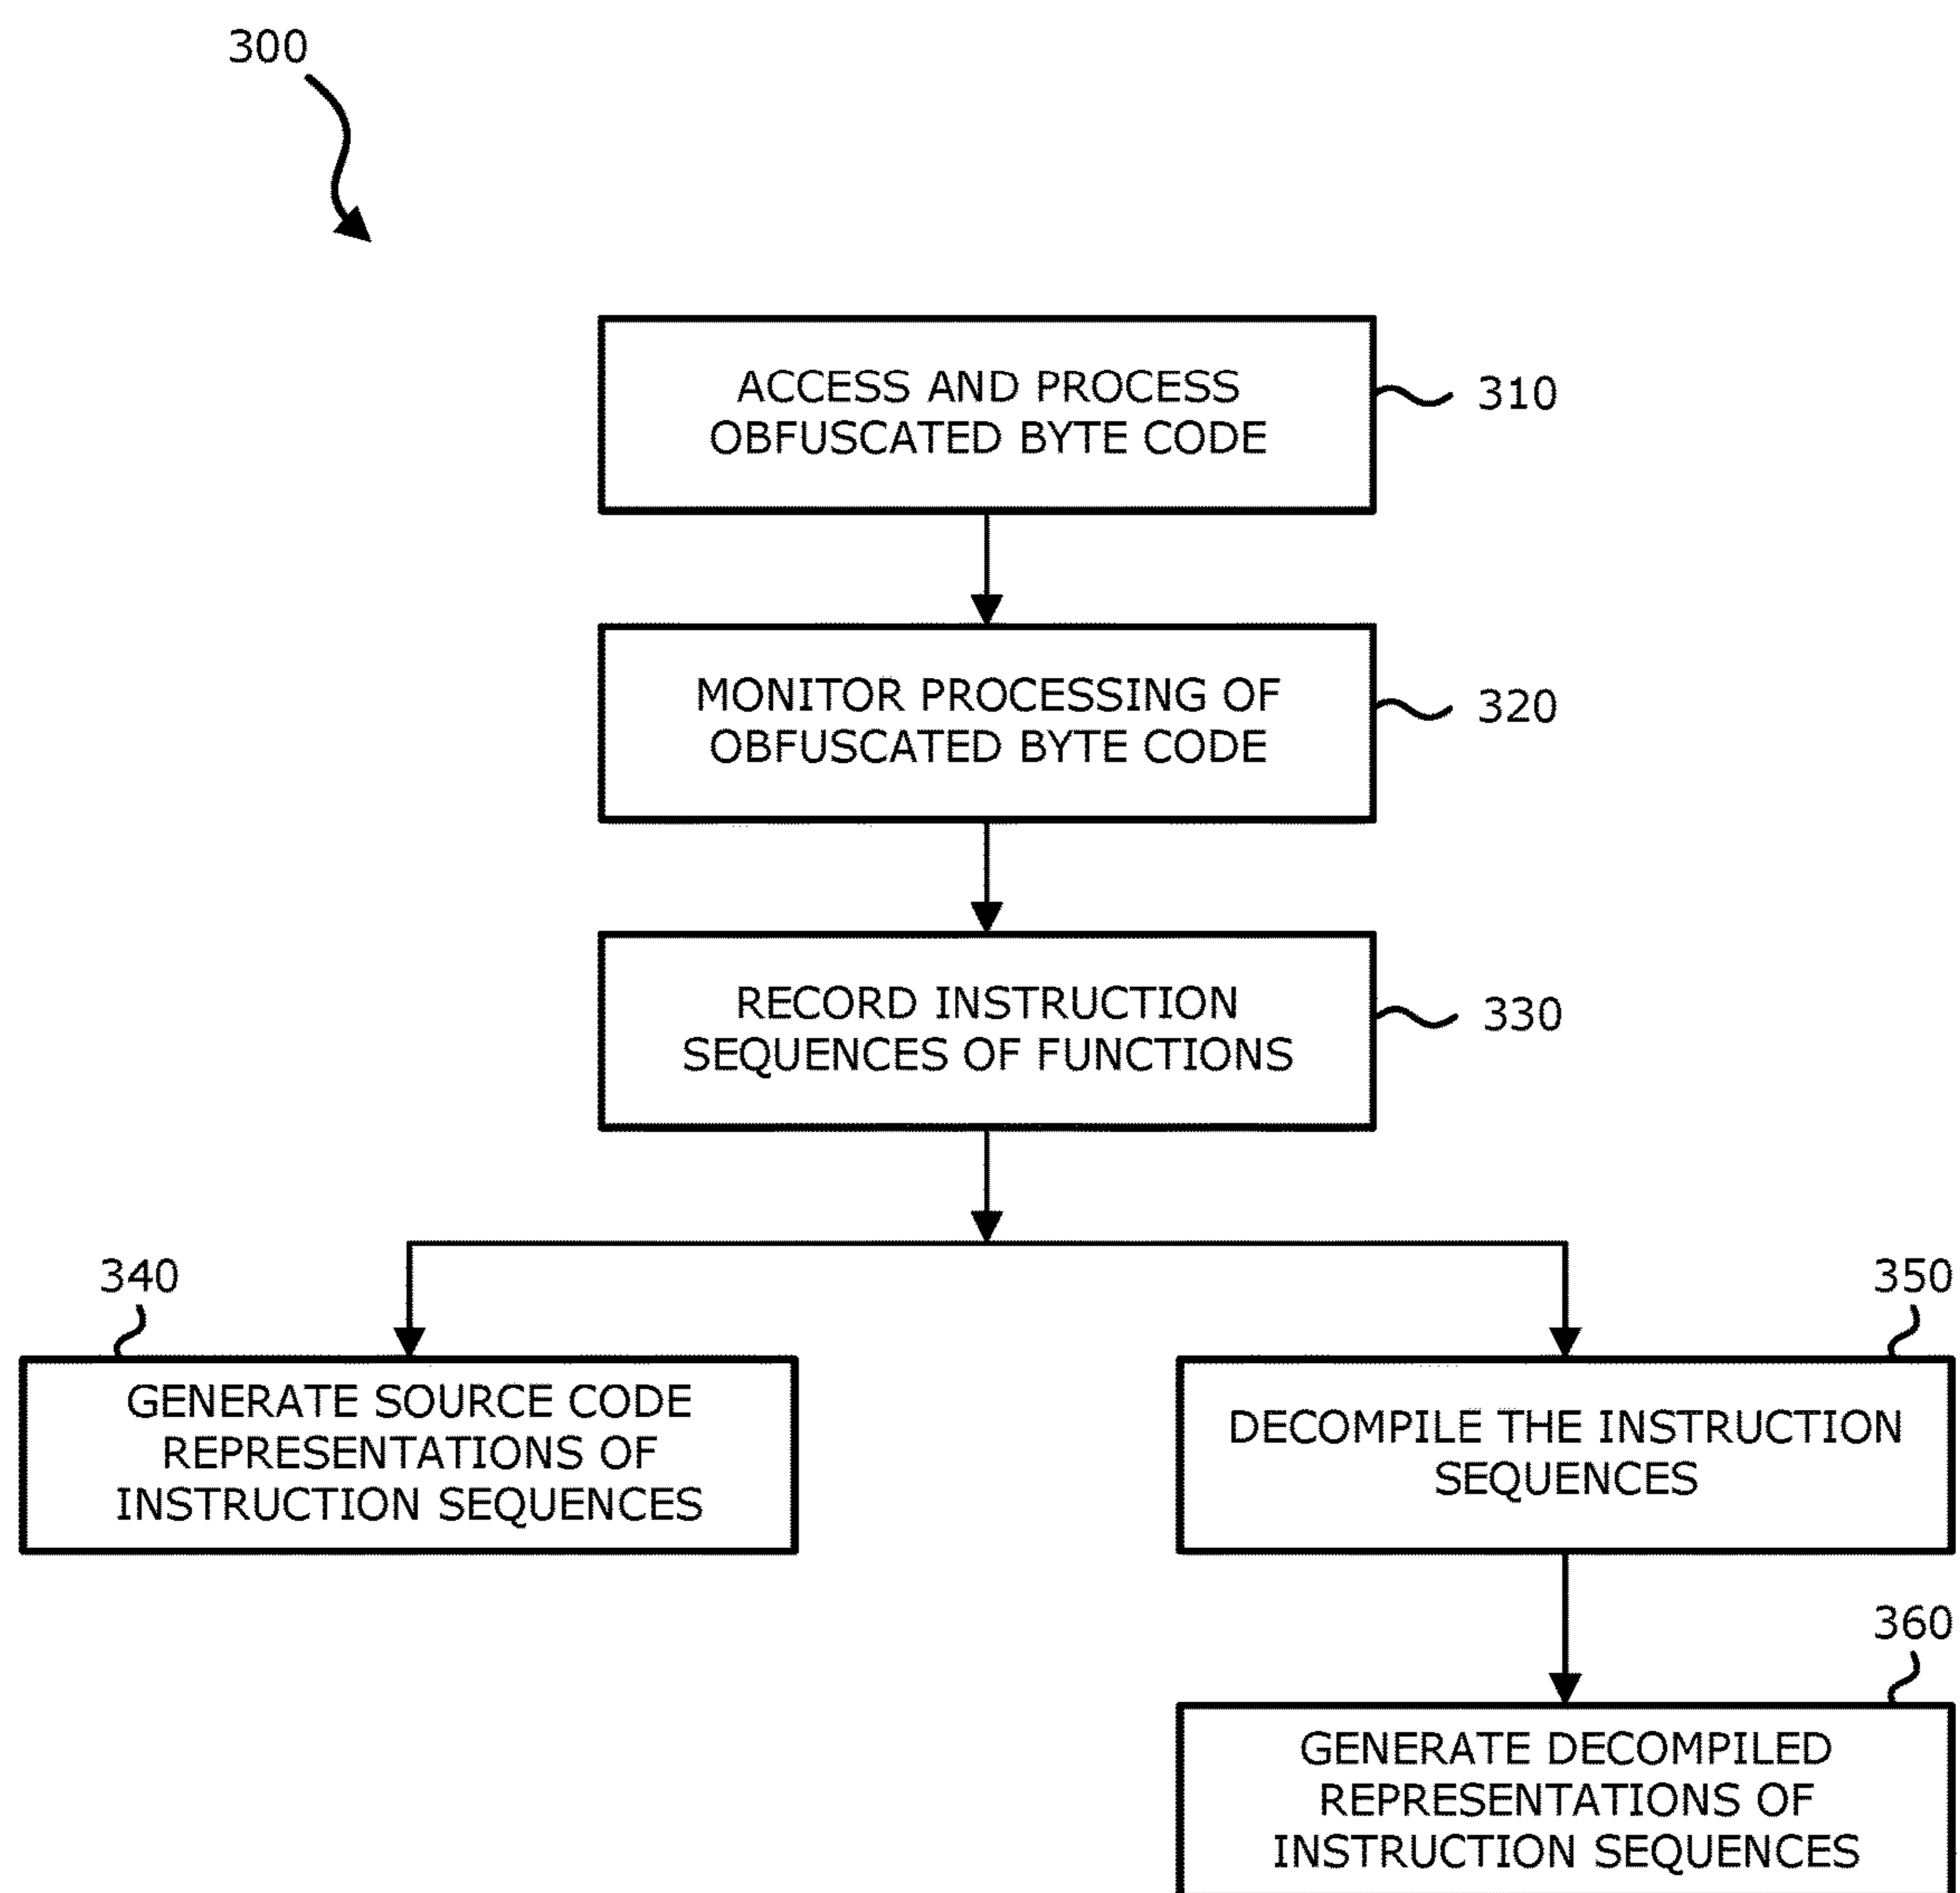 300
ACCESS AND PROCESS
OBFUSCATED BYTE CODE
310
MONITOR PROCESSING OF
OBFUSCATED BYTE CODE
320
RECORD INSTRUCTION
SEQUENCES OF FUNCTIONS
330
340
GENERATE SOURCE CODE
REPRESENTATIONS OF
INSTRUCTION SEQUENCES
350
DECOMPILE THE INSTRUCTION
SEQUENCES
360
GENERATE DECOMPILED
REPRESENTATIONS OF
INSTRUCTION SEQUENCES